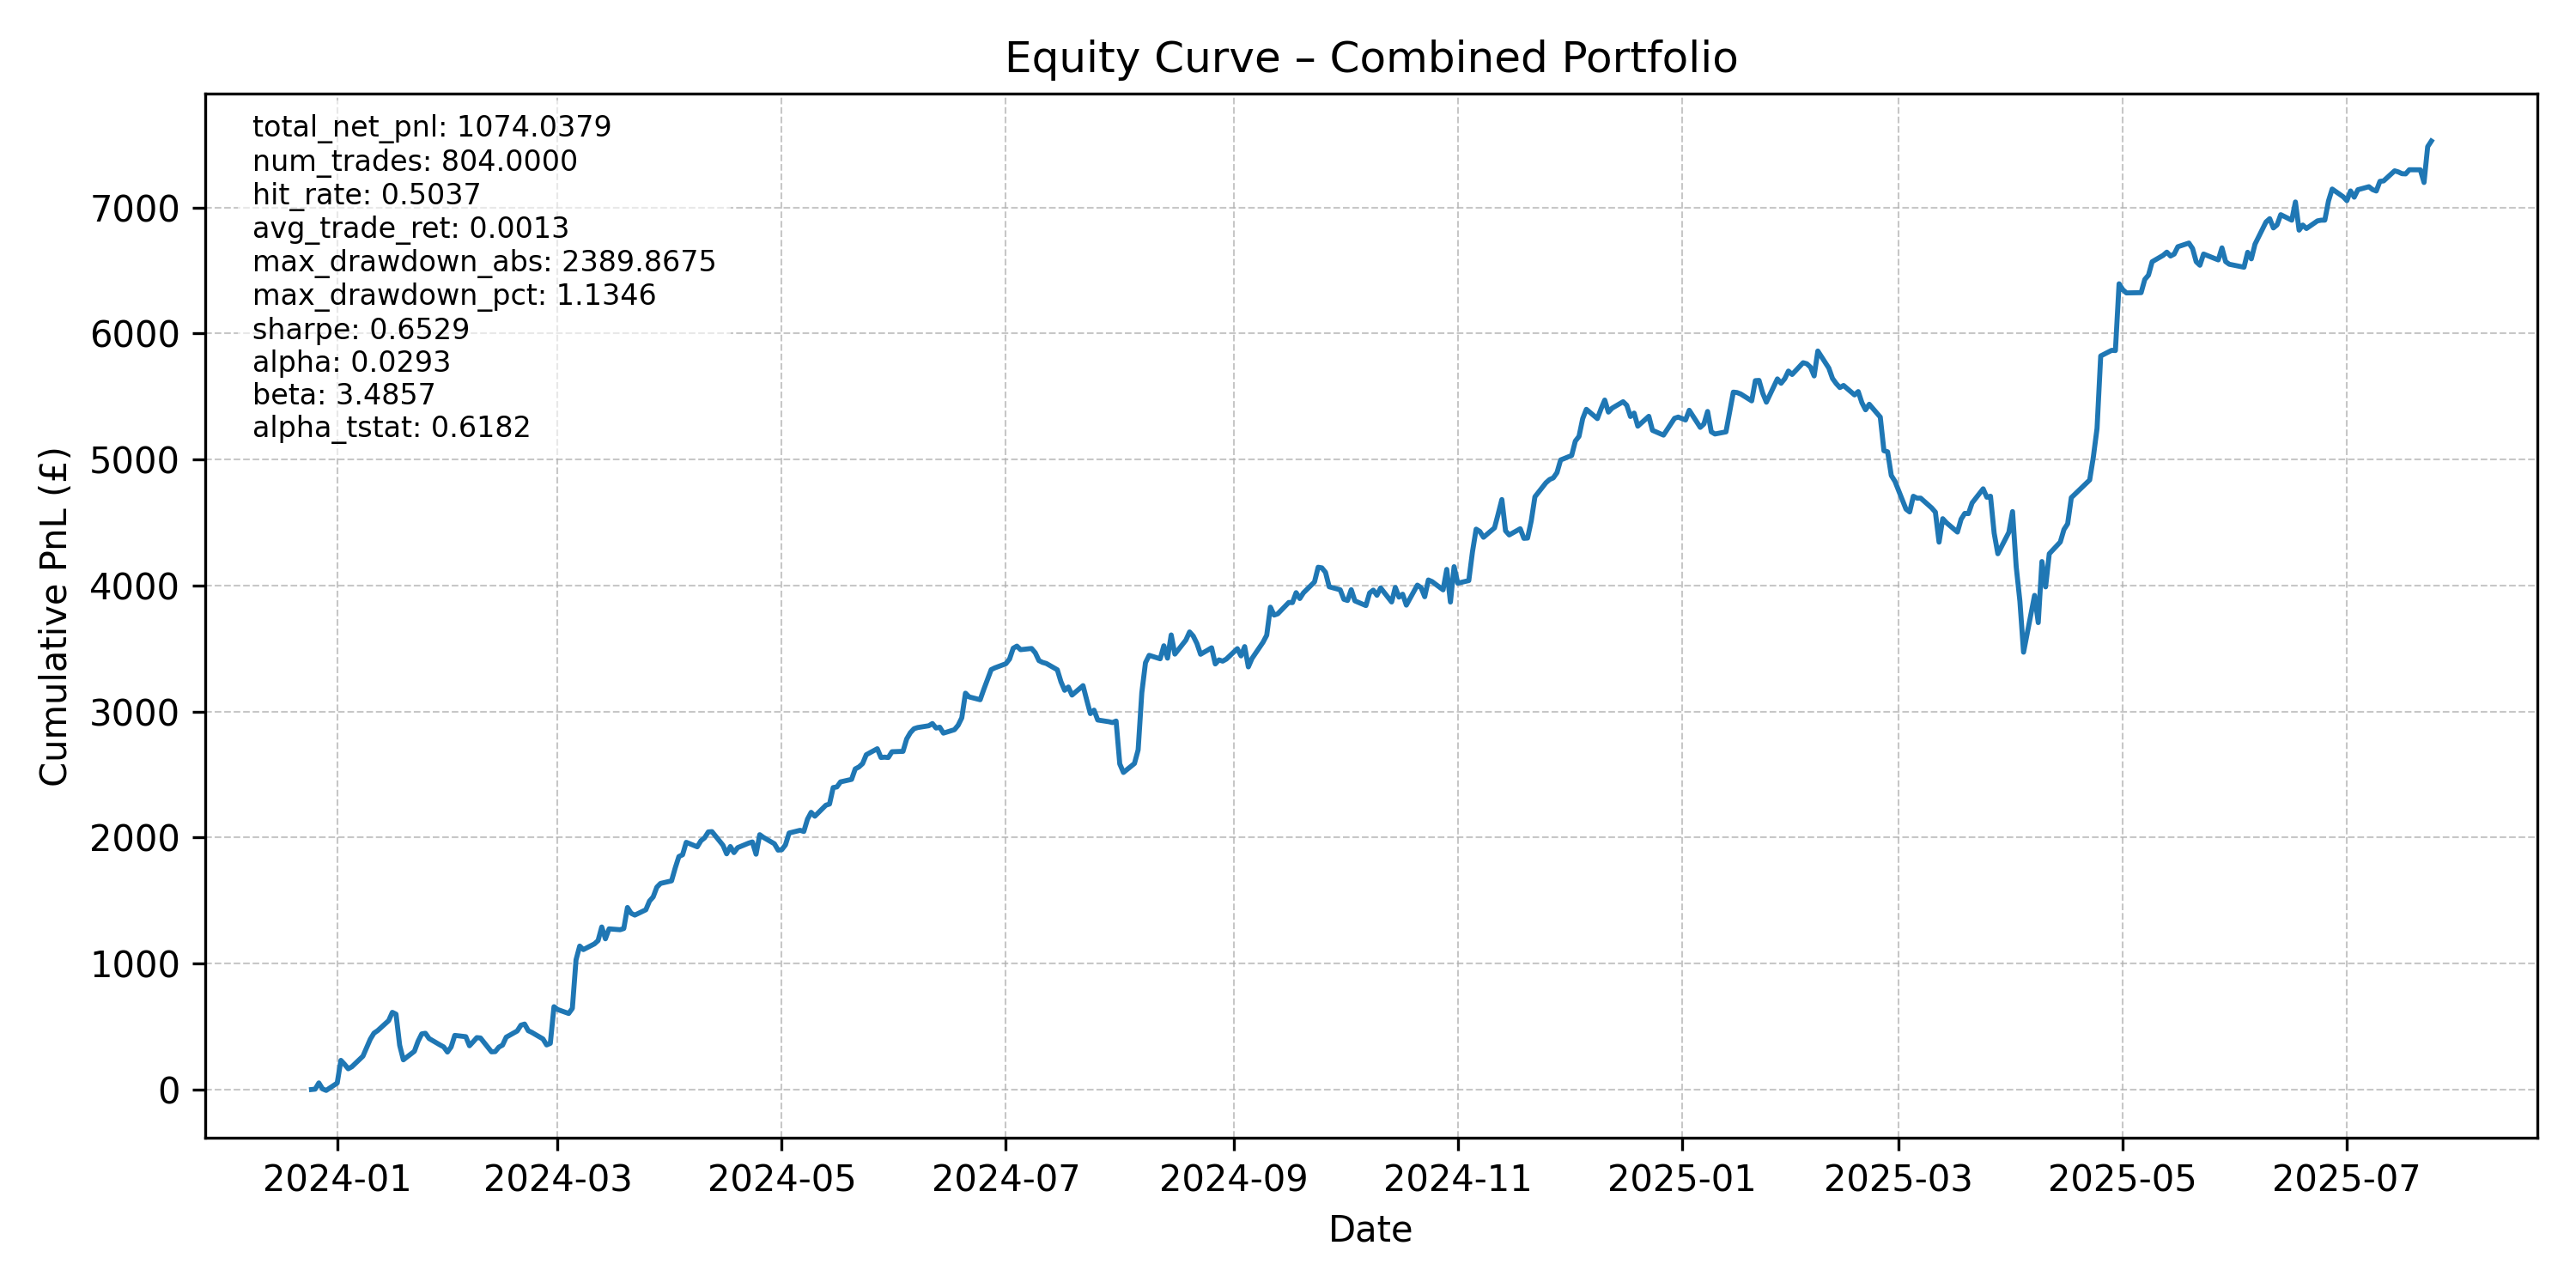 Equity Curve – Combined Portfolio
total_net_pnl: 1074.0379
num_trades: 804.0000
hit_rate: 0.5037
avg_trade_ret: 0.0013
max_drawdown_abs: 2389.8675
max_drawdown_pct: 1.1346
sharpe: 0.6529
alpha: 0.0293
beta: 3.4857
alpha_tstat: 0.6182
Cumulative PnL (£)
7000
6000
5000
4000
3000
2000
1000
0
2024-01 2024-03 2024-05 2024-07 2024-09 2024-11 2025-01 2025-03 2025-05 2025-07
Date